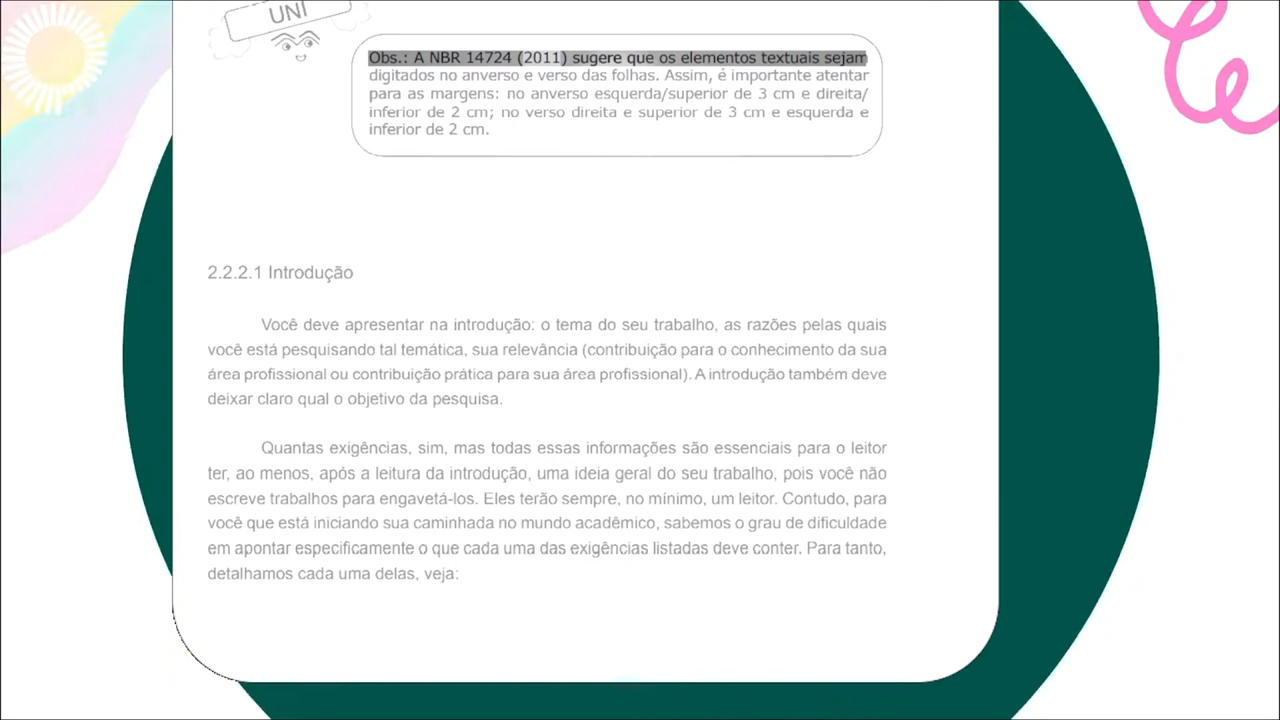 UNI
Obs.: A NBR 14724 (2011) sugere que os elementos textuais sejam
digitados no anverso e verso das folhas. Assim, é importante atentar
para as margens: no anverso esquerda/superior de 3 cm e direita/
inferior de 2 cm; no verso direita e superior de 3 cm e esquerda e
inferior de 2 cm.
2.2.2.1 Introdução
Você deve apresentar na introdução: o tema do seu trabalho, as razões pelas quais
você está pesquisando tal temática, sua relevância (contribuição para o conhecimento da sua
área profissional ou contribuição prática para sua área profissional). A introdução também deve
deixar claro qual o objetivo da pesquisa.
Quantas exigências, sim, mas todas essas informações são essenciais para o leitor
ter, ao menos, após a leitura da introdução, uma ideia geral do seu trabalho, pois você não
escreve trabalhos para engavetá-los. Eles terão sempre, no mínimo, um leitor. Contudo, para
você que está iniciando sua caminhada no mundo acadêmico, sabemos o grau de dificuldade
em apontar especificamente o que cada uma das exigências listadas deve conter. Para tanto,
detalhamos cada uma delas, veja: